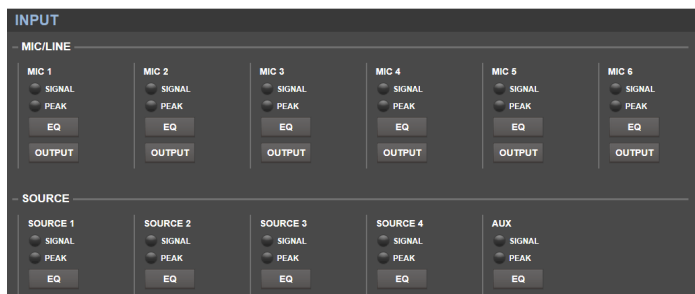 INPUT
MIC/LINE
MIC 1 MIC 2 MIC 3 MIC 4 MIC 5 MIC 6
SIGNAL SIGNAL SIGNAL SIGNAL SIGNAL SIGNAL
PEAK PEAK PEAK PEAK PEAK PEAK
EQ EQ EQ EQ EQ EQ
OUTPUT OUTPUT OUTPUT OUTPUT OUTPUT OUTPUT
SOURCE
SOURCE 1 SOURCE 2 SOURCE 3 SOURCE 4 AUX
SIGNAL SIGNAL SIGNAL SIGNAL SIGNAL
PEAK PEAK PEAK PEAK PEAK
EQ EQ EQ EQ EQ